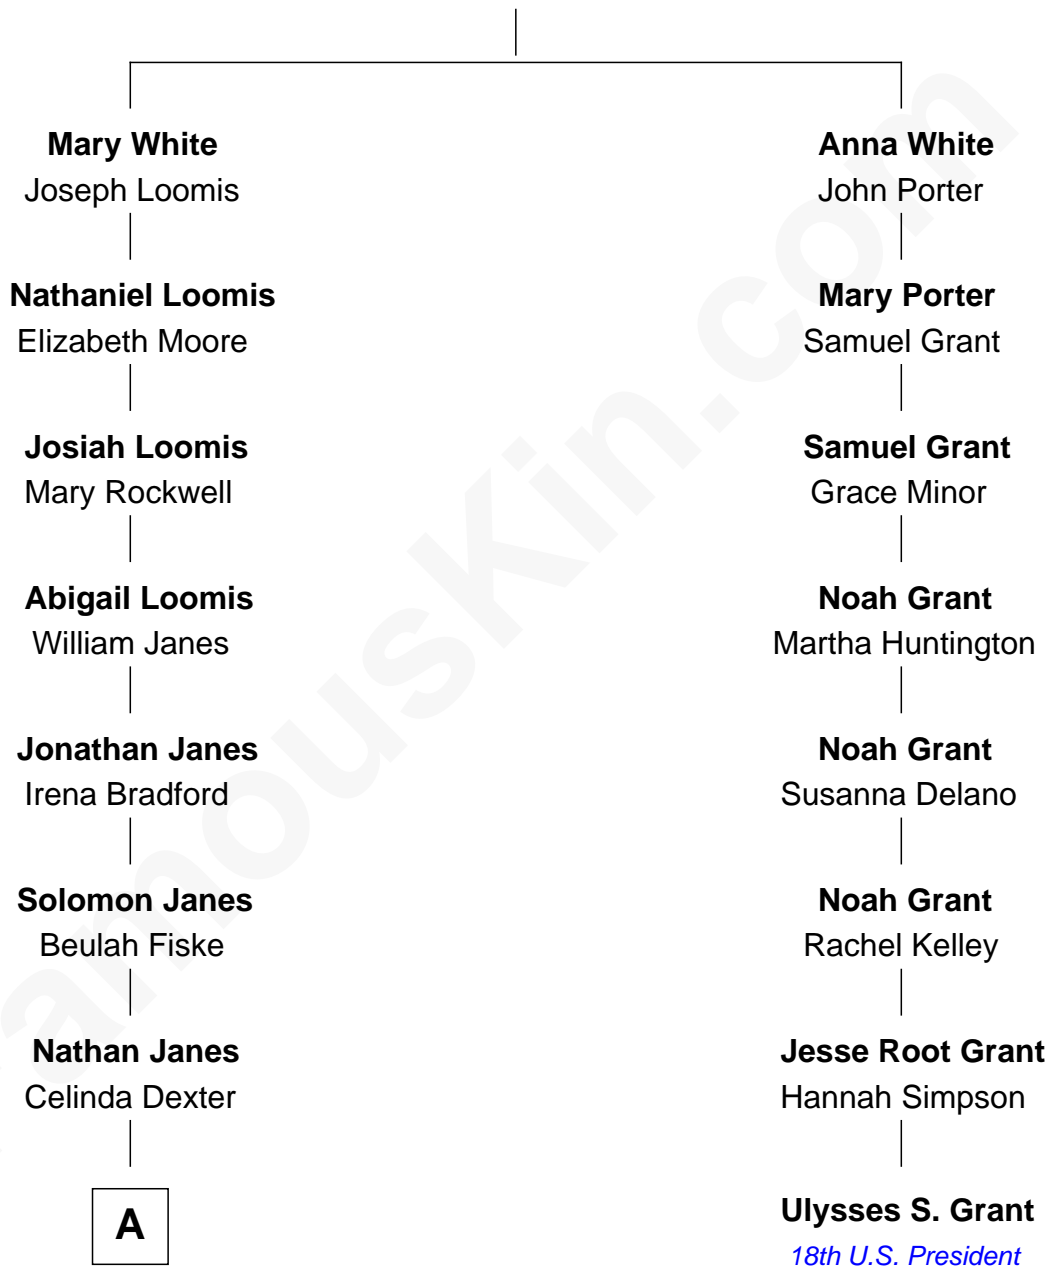 Mary White
Joseph Loomis
Nathaniel Loomis
Elizabeth Moore
Josiah Loomis
Mary Rockwell
Abigail Loomis
William Janes
Jonathan Janes
Irena Bradford
Solomon Janes
Beulah Fiske
Nathan Janes
Celinda Dexter
A
Anna White
John Porter
Mary Porter
Samuel Grant
Samuel Grant
Grace Minor
Noah Grant
Martha Huntington
Noah Grant
Susanna Delano
Noah Grant
Rachel Kelley
Jesse Root Grant
Hannah Simpson
Ulysses S. Grant
18th U.S. President
amousKin.com